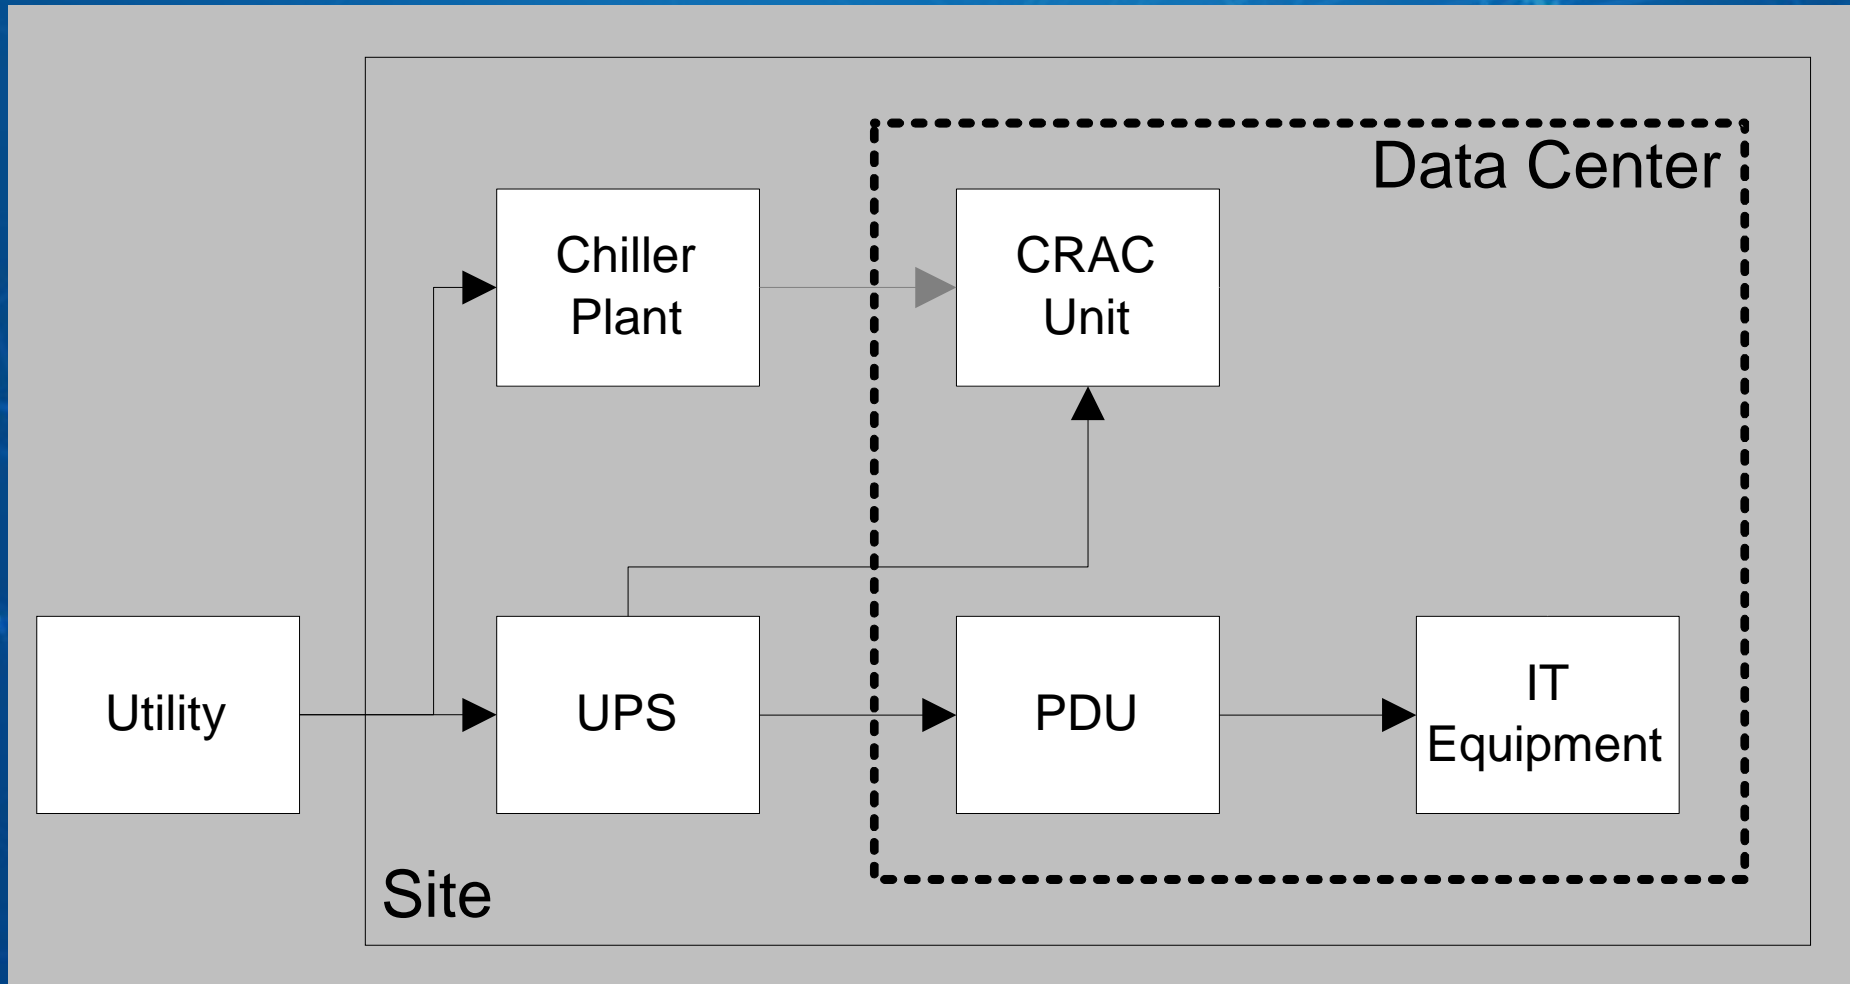 Data Center
Chiller
Plant
CRAC
Unit
Utility
UPS
PDU
IT
Equipment
Site